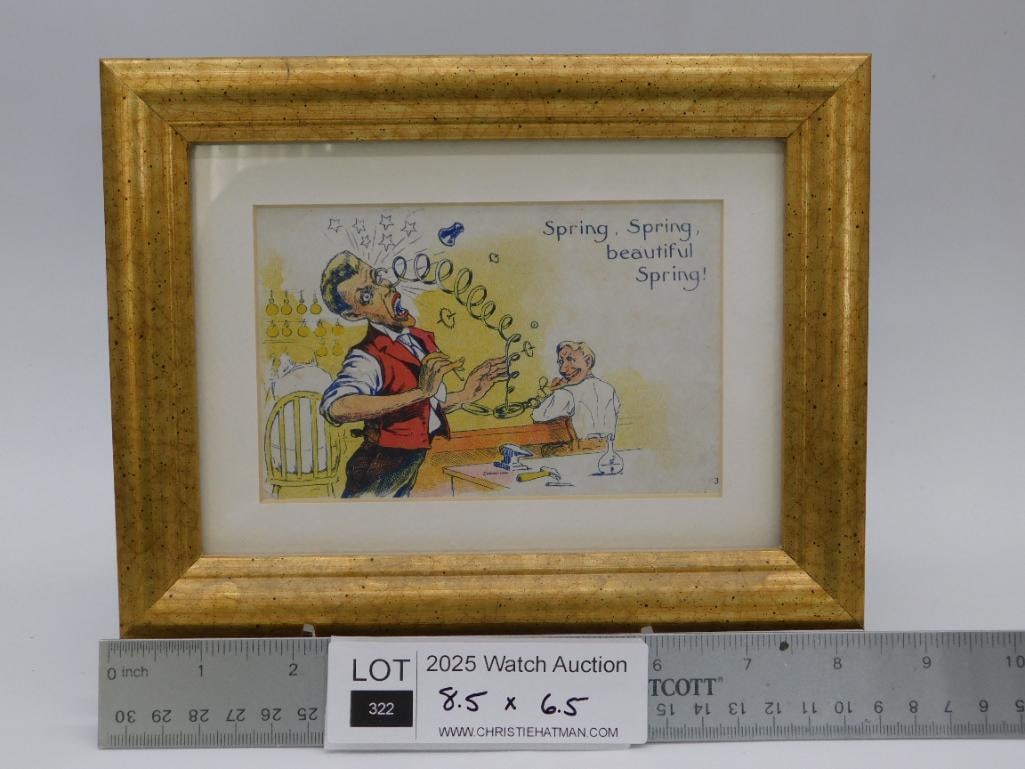 Spring, Spring,
beautiful
Spring!
3
0 inch 1 2 6 7 8 9 10
TCOTT®
30 29 28 27 26 25 15 14 13 12 11 10 9 8 7 6 5
LOT
322
2025 Watch Auction
8.5 x 6.5
WWW.CHRISTIEHATMAN.COM